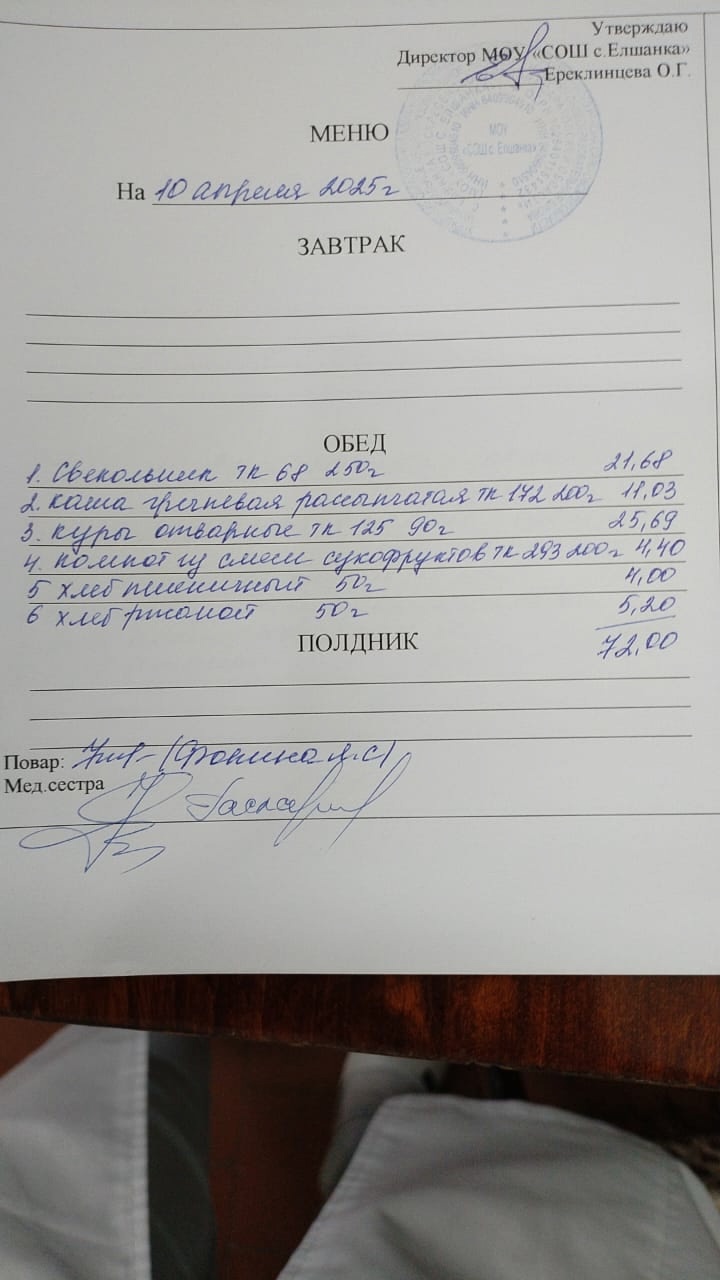 Утверждаю
Директор МОУ «СОШ с.Елшанка»
Ереклинцева О.Г.
МОУ
«СОШ с. Елшанка»
МЕНЮ
На 10 апреля 2025г
ЗАВТРАК
ОБЕД
1. Свекольник тк 68 250г 21,68
2. каша гречневая рассыпчатая тк 172 200г 11,03
3. куры отварные тк 125 90г 25,69
4. компот из смеси сухофруктов тк 293 200г 4,40
5 хлеб пшеничный 50г 4,00
6 хлеб ржаной 50г 5,20
72,00
ПОЛДНИК
Повар:
Мед.сестра